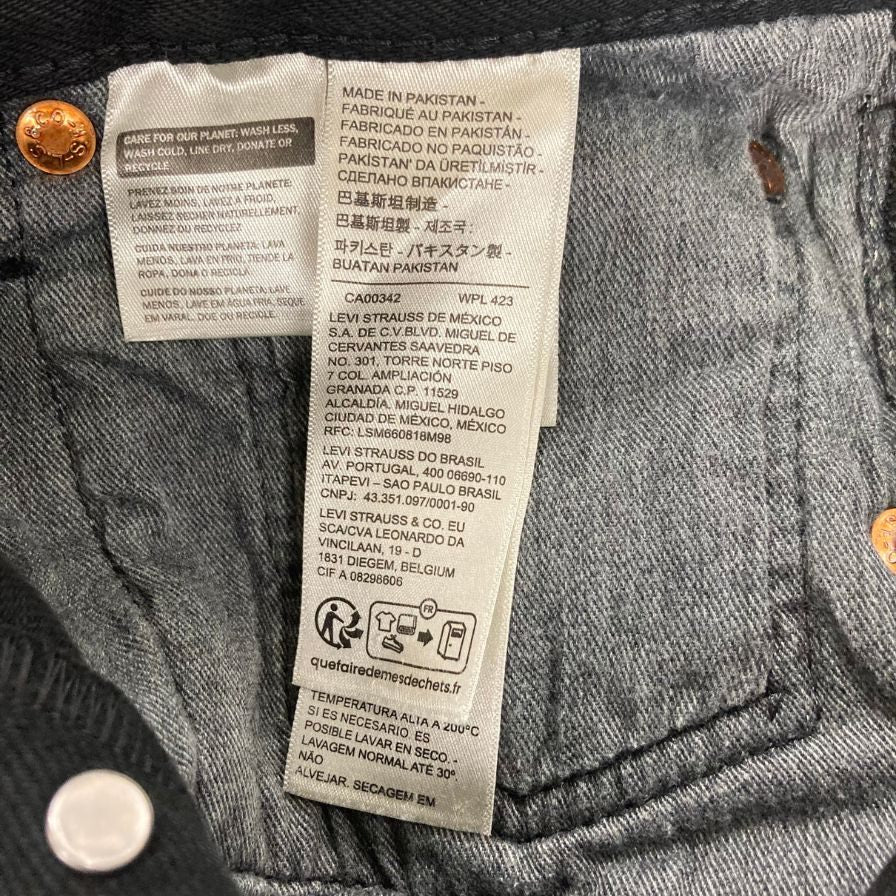 CARE FOR OUR PLANET: WASH LESS,
WASH COLD, LINE DRY, DONATE OR
RECYCLE
PRENEZ SOIN DE NOTRE PLANETE:
LAVEZ MOINS, LAVEZ A FROID,
LAISSEZ SECHER NATURELLEMENT,
DONNEZ OU RECYCLEZ
CUIDA NUESTRO PLANETA: LAVA
MENOS, LAVA EN FRIO, TIENDE LA
ROPA, DONA O RECICLA
CUIDE DO NOSSO PLANETA: LAVE
MENOS, LAVE EM ÁGUA FRIA, SEQUE
EM VARAL, DOE OU RECICLE
MADE IN PAKISTAN -
FABRIQUÉ AU PAKISTAN -
FABRICADO EN PAKISTÁN -
FABRICADO NO PAQUISTÃO -
PAKİSTAN' DA ÜRETİLMİŞTİR -
СДЕЛАНО ВПАКИСТАНЕ -
巴基斯坦制造 -
巴基斯坦製 - 제조국:
파키스탄 - パキスタン製 -
BUATAN PAKISTAN
CA00342 WPL 423
LEVI STRAUSS DE MÉXICO
S.A. DE C.V.BLVD. MIGUEL DE
CERVANTES SAAVEDRA
NO. 301, TORRE NORTE PISO
7 COL. AMPLIACIÓN
GRANADA C.P. 11529
ALCALDÍA. MIGUEL HIDALGO
CIUDAD DE MÉXICO, MÉXICO
RFC: LSM660818M98
LEVI STRAUSS DO BRASIL
AV. PORTUGAL, 400 06690-110
ITAPEVI – SAO PAULO BRASIL
CNPJ: 43.351.097/0001-90
LEVI STRAUSS & CO. EU
SCA/CVA LEONARDO DA
VINCILAAN, 19 - D
1831 DIEGEM, BELGIUM
CIF A 08298606
FR
quefairedemesdechets.fr
TEMPERATURA ALTA A 200°C
SI ES NECESARIO. ES
POSIBLE LAVAR EN SECO. -
LAVAGEM NORMAL ATÉ 30°
NÃO
ALVEJAR. SECAGEM EM